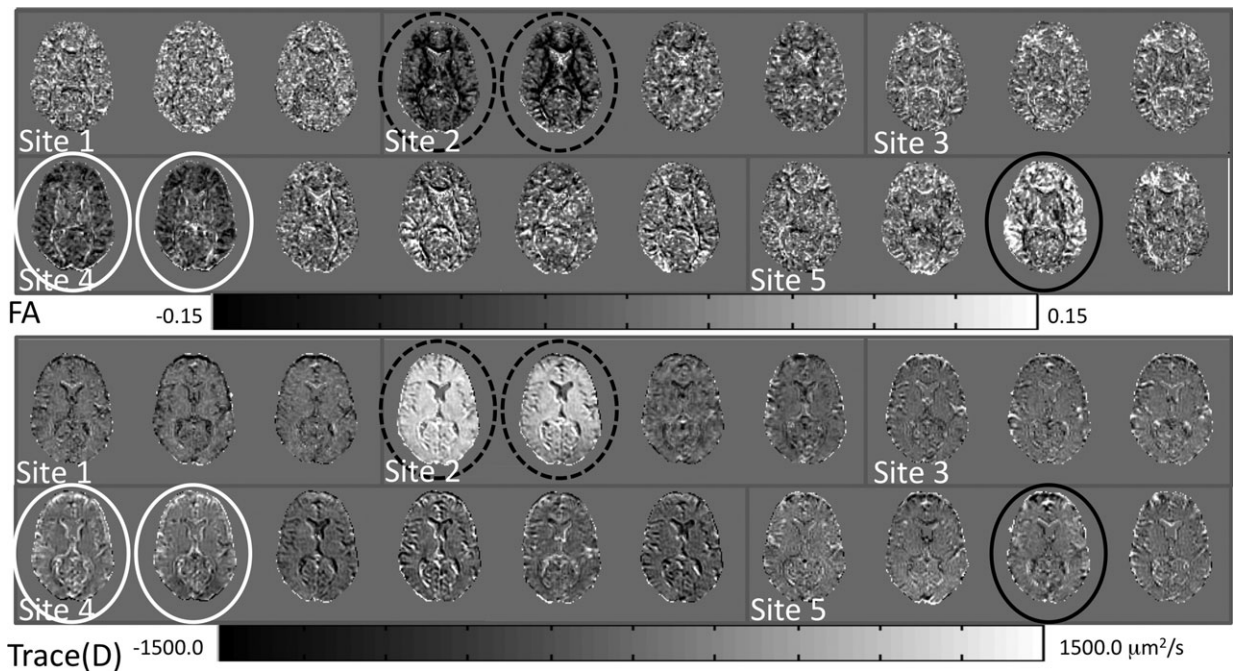 Site 1
Site 2
Site 3
Site 4
Site 5
FA
-0.15
0.15
Site 1
Site 2
Site 3
Site 4
Site 5
Trace(D)
-1500.0
1500.0 μm²/s